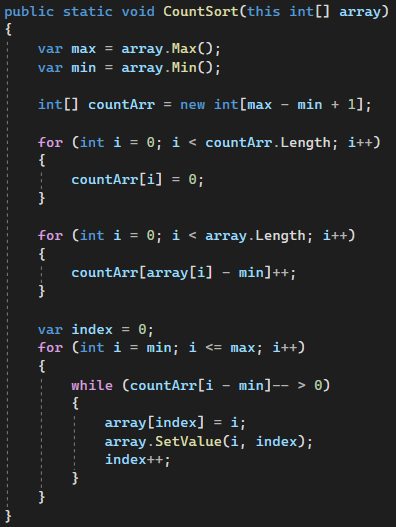 public static void CountSort(this int[] array)
{
var max = array.Max();
var min = array.Min();
int[] countArr = new int[max - min + 1];
for (int i = 0; i < countArr.Length; i++)
{
countArr[i] = 0;
}
for (int i = 0; i < array.Length; i++)
{
countArr[array[i] - min]++;
}
var index = 0;
for (int i = min; i <= max; i++)
{
while (countArr[i - min]-- > 0)
{
array[index] = i;
array.SetValue(i, index);
index++;
}
}
}